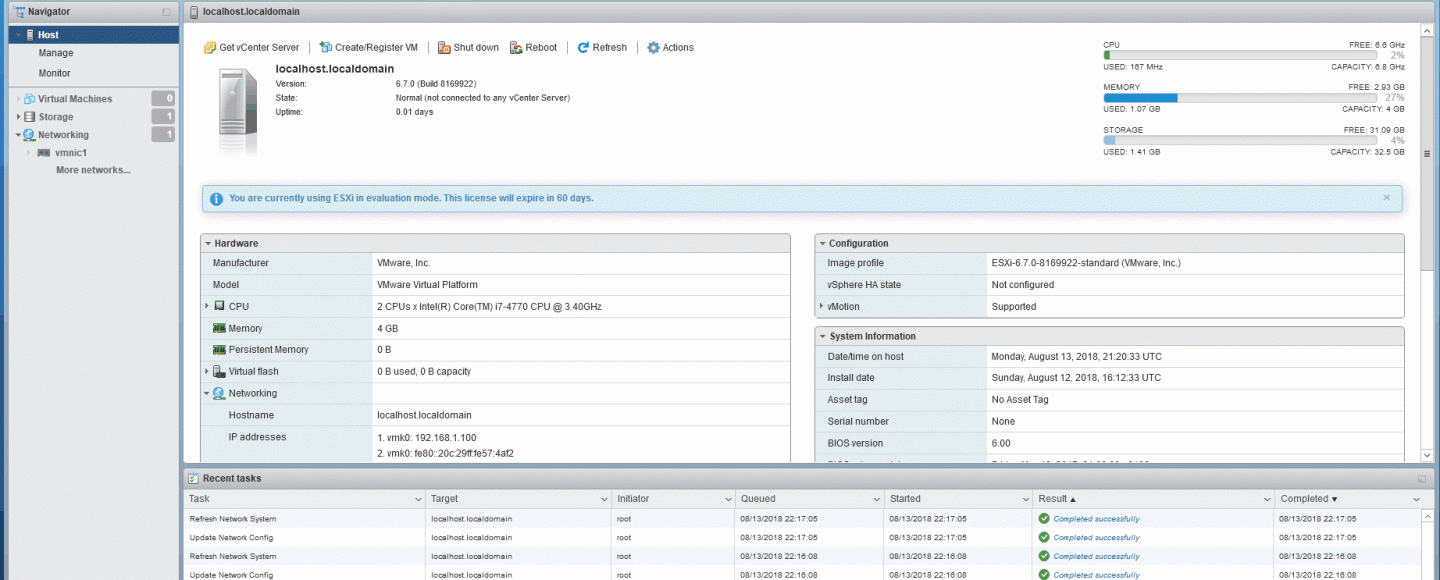 Navigator
Host
Manage
Monitor
Virtual Machines 0
Storage 1
Networking 1
vmnic1
More networks...
localhost.localdomain
Get vCenter Server Create/Register VM Shut down Reboot Refresh Actions
localhost.localdomain
Version: 6.7.0 (Build 8169922)
State: Normal (not connected to any vCenter Server)
Uptime: 0.01 days
CPU FREE: 6.6 GHz
2%
USED: 167 MHz CAPACITY: 6.8 GHz
MEMORY FREE: 2.93 GB
27%
USED: 1.07 GB CAPACITY: 4 GB
STORAGE FREE: 31.09 GB
4%
USED: 1.41 GB CAPACITY: 32.5 GB
You are currently using ESXi in evaluation mode. This license will expire in 60 days.
Hardware
Manufacturer VMware, Inc.
Model VMware Virtual Platform
CPU 2 CPUs x Intel(R) Core(TM) i7-4770 CPU @ 3.40GHz
Memory 4 GB
Persistent Memory 0 B
Virtual flash 0 B used, 0 B capacity
Networking
Hostname localhost.localdomain
IP addresses 1. vmk0: 192.168.1.100
2. vmk0: fe80::20c:29ff:fe57:4af2
Configuration
Image profile ESXi-6.7.0-8169922-standard (VMware, Inc.)
vSphere HA state Not configured
vMotion Supported
System Information
Date/time on host Monday, August 13, 2018, 21:20:33 UTC
Install date Sunday, August 12, 2018, 16:12:33 UTC
Asset tag No Asset Tag
Serial number None
BIOS version 6.00
Recent tasks
Task Target Initiator Queued Started Result Completed
Refresh Network System localhost.localdomain root 08/13/2018 22:17:05 08/13/2018 22:17:05 Completed successfully 08/13/2018 22:17:05
Update Network Config localhost.localdomain root 08/13/2018 22:17:05 08/13/2018 22:17:05 Completed successfully 08/13/2018 22:17:05
Refresh Network System localhost.localdomain root 08/13/2018 22:16:08 08/13/2018 22:16:08 Completed successfully 08/13/2018 22:16:08
Update Network Config localhost.localdomain root 08/13/2018 22:16:08 08/13/2018 22:16:08 Completed successfully 08/13/2018 22:16:08